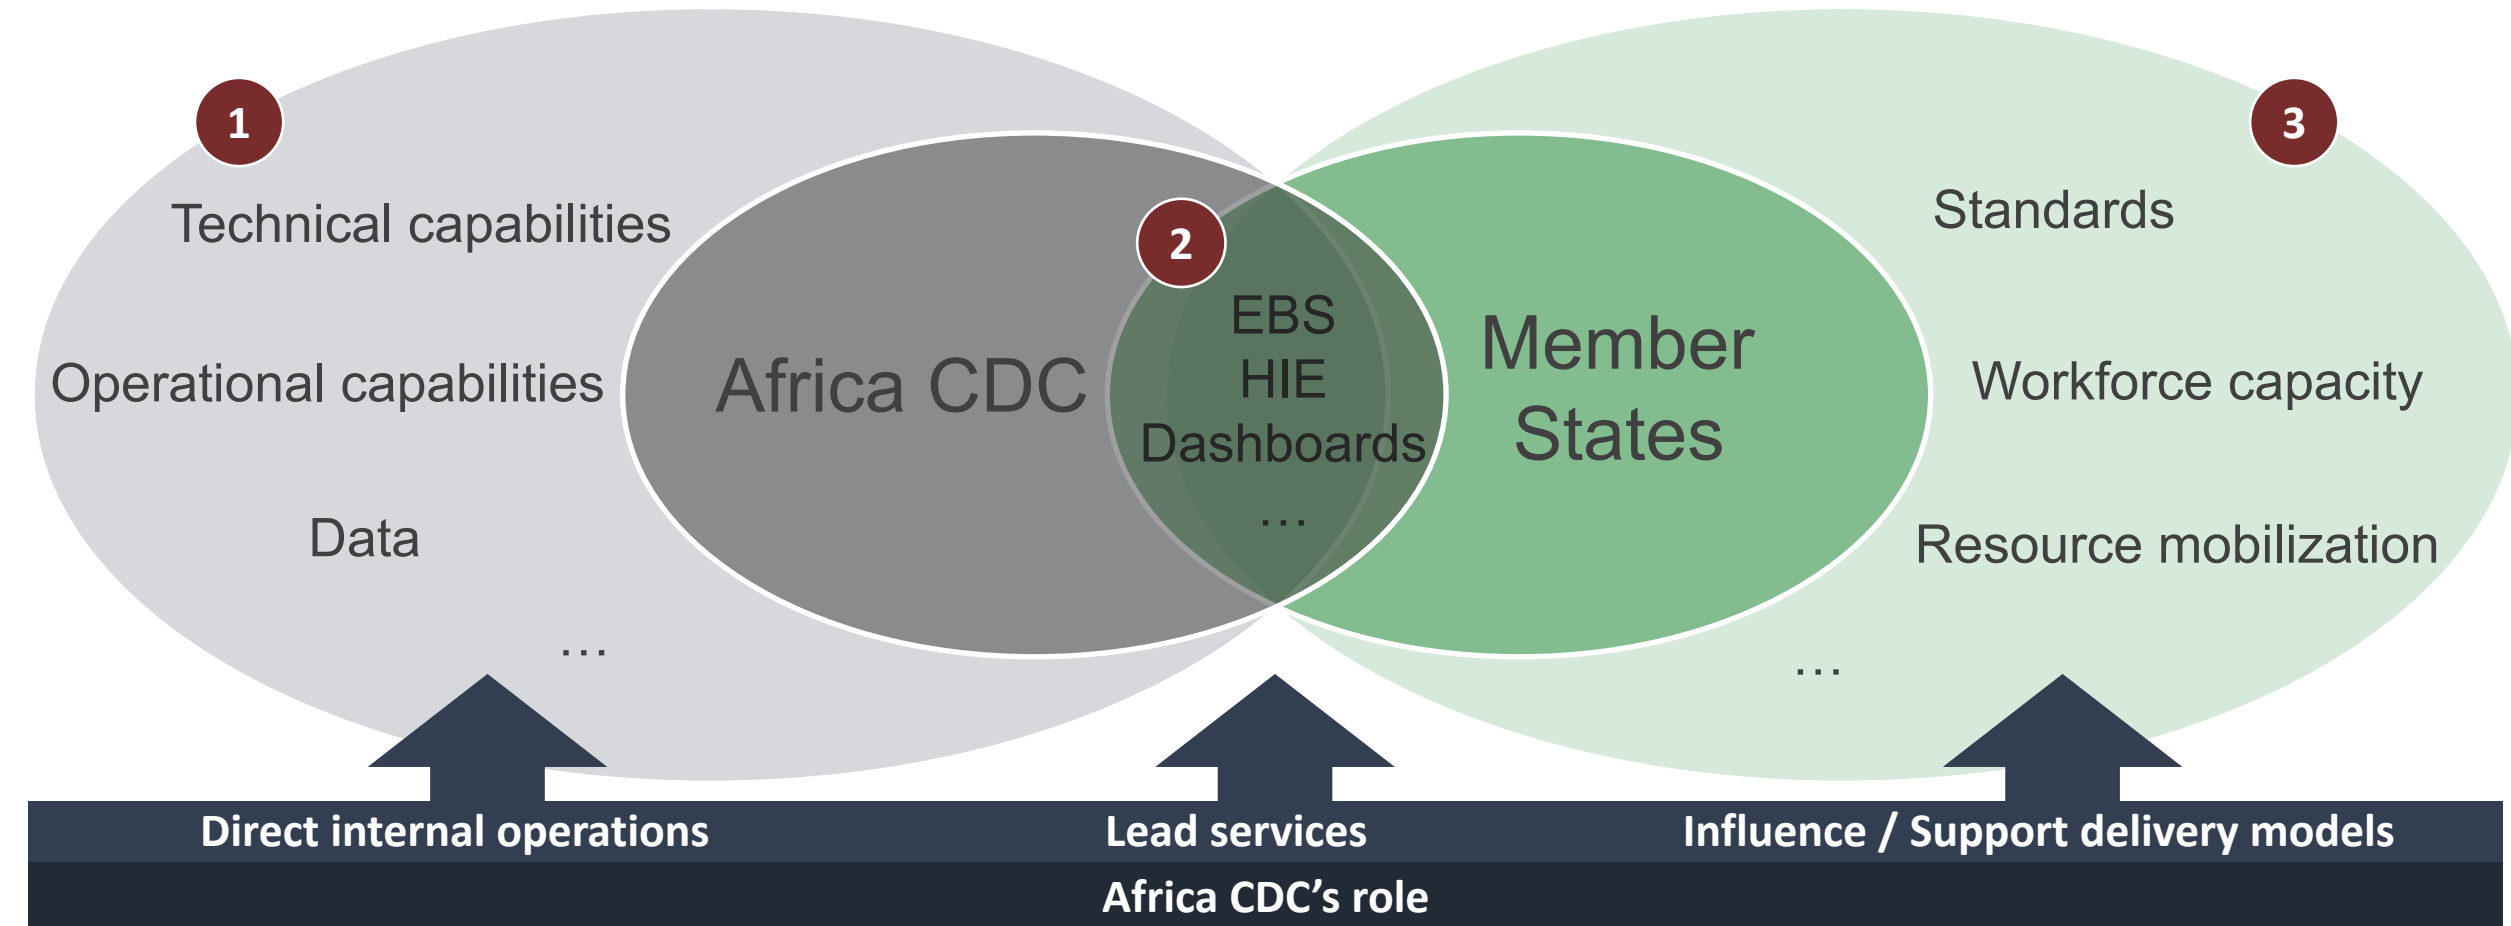 1
Technical capabilities
Operational capabilities
Data
...
Africa CDC
2
EBS
HIE
Dashboards
...
Member
States
3
Standards
Workforce capacity
Resource mobilization
...
Direct internal operations
Lead services
Influence / Support delivery models
Africa CDC’s role